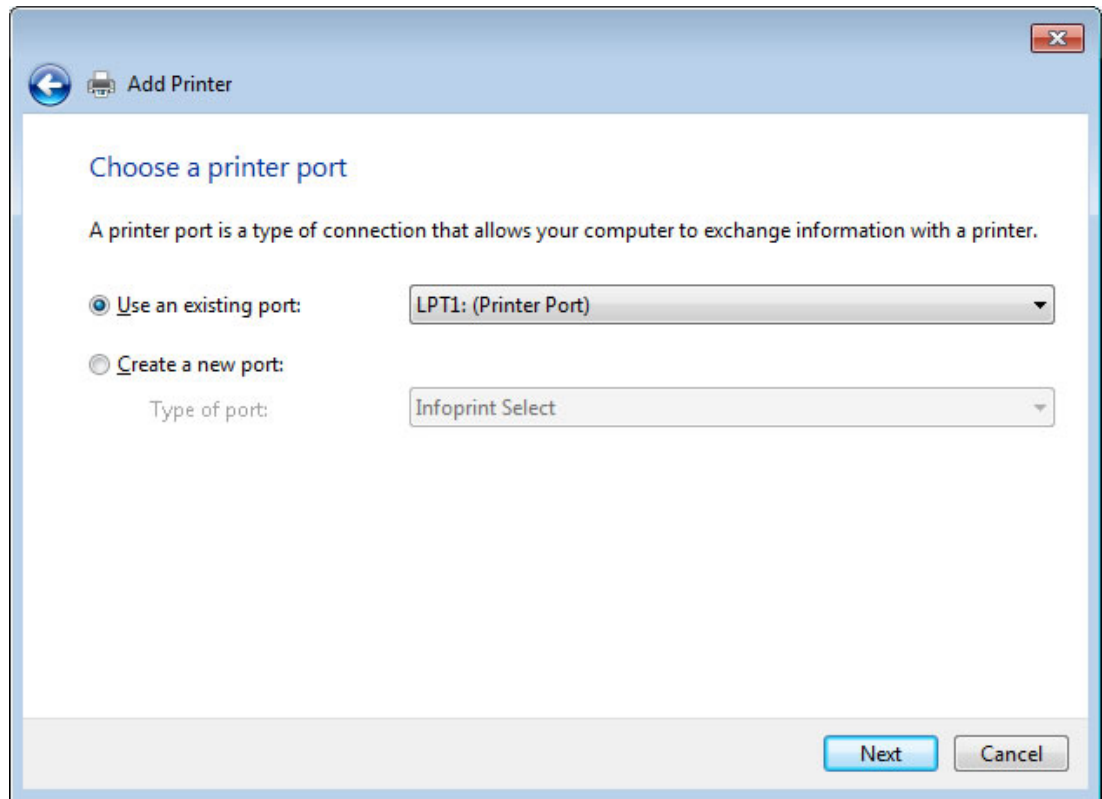 Add Printer
Choose a printer port
A printer port is a type of connection that allows your computer to exchange information with a printer.
Use an existing port: LPT1: (Printer Port)
Create a new port:
Type of port: Infoprint Select
Next Cancel